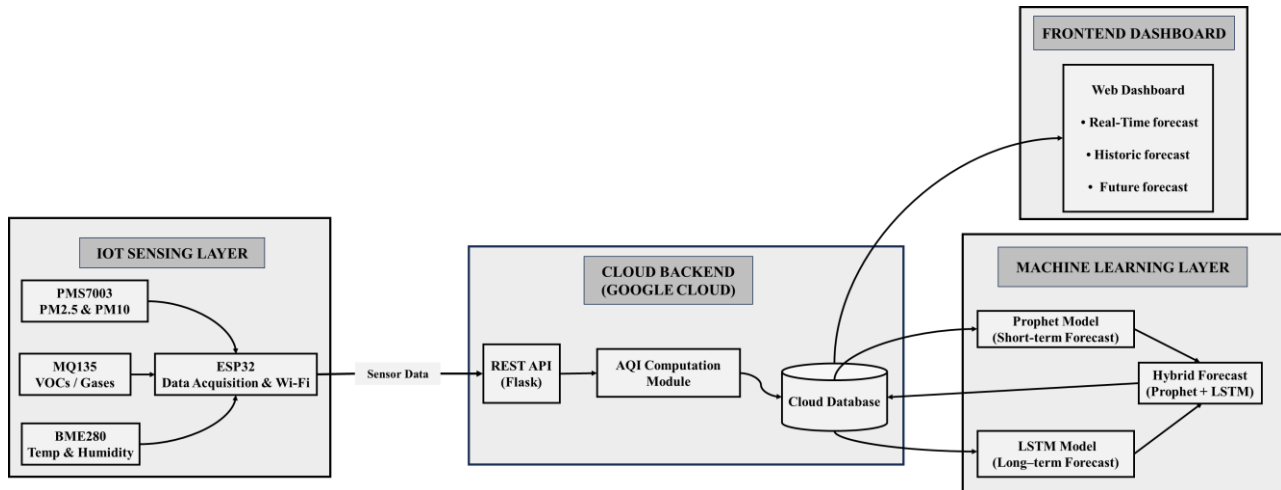 FRONTEND DASHBOARD
Web Dashboard
• Real-Time forecast
• Historic forecast
• Future forecast
IOT SENSING LAYER
PMS7003
PM2.5 & PM10
MQ135
VOCs / Gases
BME280
Temp & Humidity
ESP32
Data Acquisition & Wi-Fi
Sensor Data
CLOUD BACKEND
(GOOGLE CLOUD)
REST API
(Flask)
AQI Computation
Module
Cloud Database
MACHINE LEARNING LAYER
Prophet Model
(Short-term Forecast)
Hybrid Forecast
(Prophet + LSTM)
LSTM Model
(Long–term Forecast)